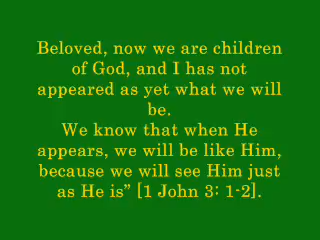 Beloved, now we are children
of God, and I has not
appeared as yet what we will
be.
We know that when He
appears, we will be like Him,
because we will see Him just
as He is” [1 John 3: 1-2].